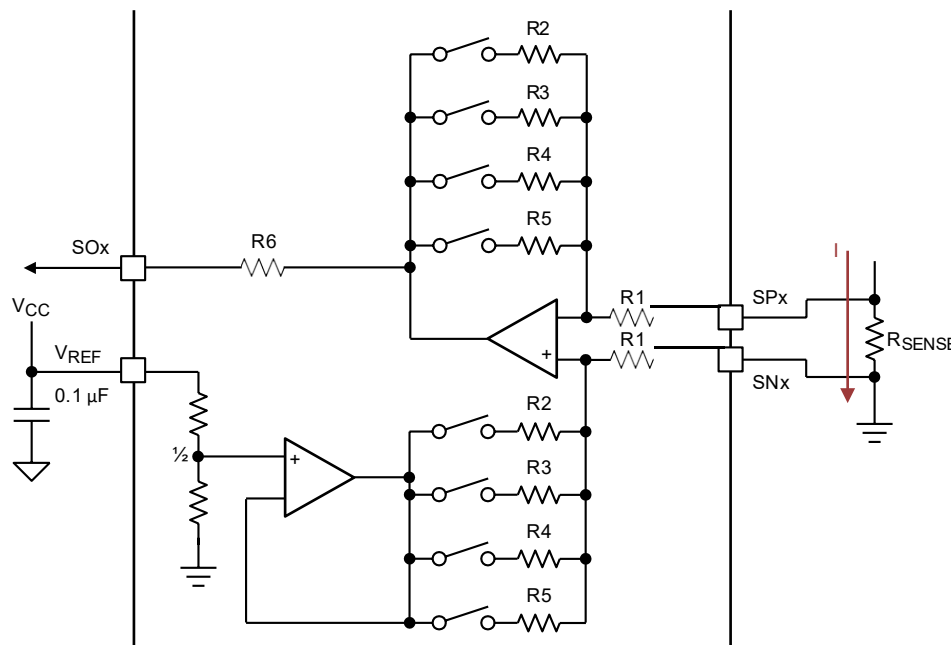 R2
R3
R4
R5
SOx
R6
I
R1
SPx
VCC
RSENSE
VREF
+
R1
SNx
0.1 µF
R2
½
+
R3
R4
R5